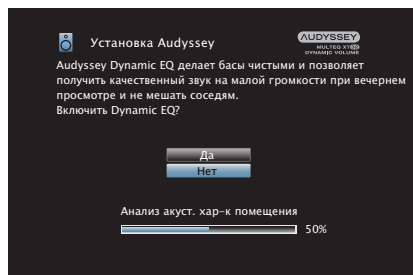 Установка Audyssey
AUDYSSEY
MULTEQ XT32
DYNAMIC VOLUME
Audyssey Dynamic EQ делает басы чистыми и позволяет
получить качественный звук на малой громкости при вечернем
просмотре и не мешать соседям.
Включить Dynamic EQ?
Да
Нет
Анализ акуст. хар-к помещения
50%